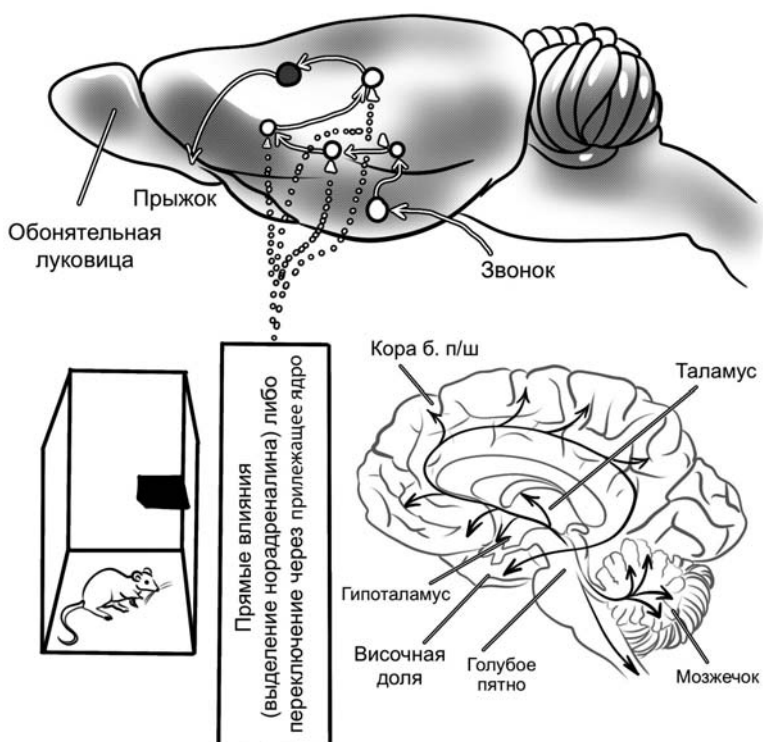 Прыжок
Обонятельная
луковица
Звонок
Прямые влияния
(выделение норадреналина) либо
переключение через прилежащее ядро
Кора б. п/ш
Таламус
Гипоталамус
Височная
доля
Голубое
пятно
Мозжечок